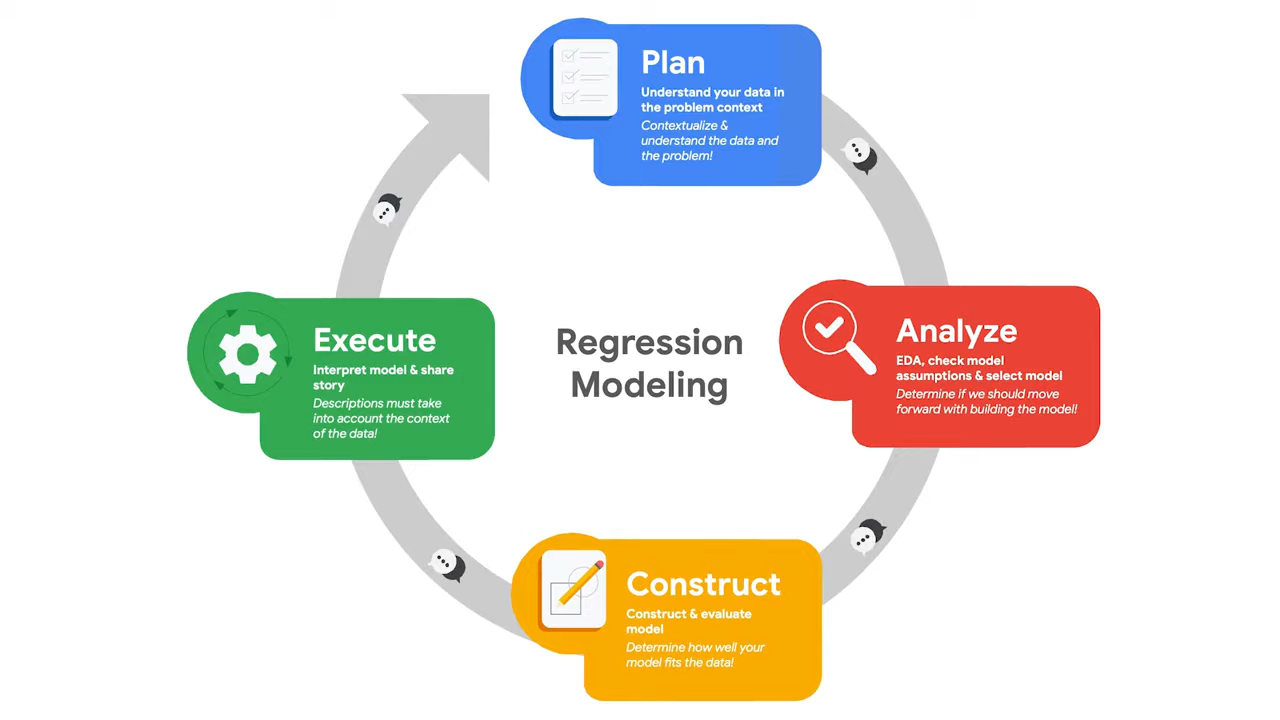 Plan
Understand your data in
the problem context
Contextualize &
understand the data and
the problem!
Analyze
EDA, check model
assumptions & select model
Determine if we should move
forward with building the model!
Regression
Modeling
Execute
Interpret model & share
story
Descriptions must take
into account the context
of the data!
Construct
Construct & evaluate
model
Determine how well your
model fits the data!